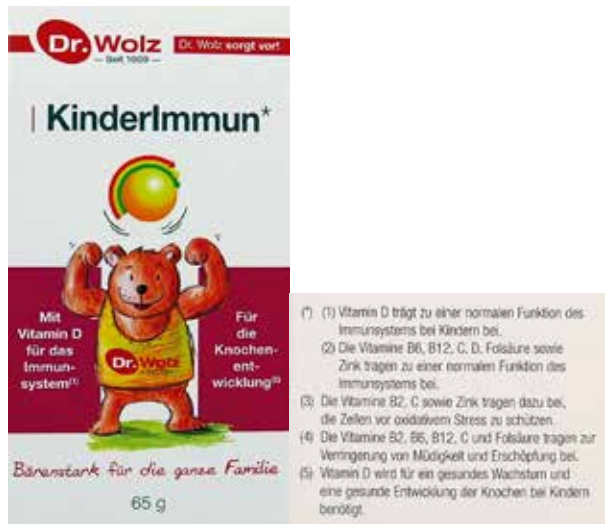 Dr. Wolz
Seit 1969
Dr. Wolz sorgt vor!
KinderImmun*
Mit
Vitamin D
für das
Immun-
system(1)
Für
die
Knochen-
ent-
wicklung(5)
Dr. Wolz
Bärenstark für die ganze Familie
65 g
(*) (1) Vitamin D trägt zu einer normalen Funktion des
Immunsystems bei Kindern bei.
(2) Die Vitamine B6, B12, C, D, Folsäure sowie
Zink tragen zu einer normalen Funktion des
Immunsystems bei.
(3) Die Vitamine B2, C sowie Zink tragen dazu bei,
die Zellen vor oxidativem Stress zu schützen.
(4) Die Vitamine B2, B6, B12, C und Folsäure tragen zur
Verringerung von Müdigkeit und Erschöpfung bei.
(5) Vitamin D wird für ein gesundes Wachstum und
eine gesunde Entwicklung der Knochen bei Kindern
benötigt.